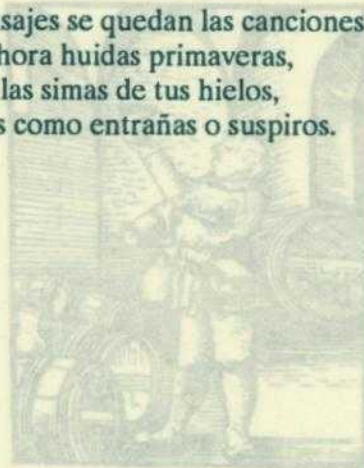 sajes se quedan las canciones
hora huidas primaveras,
las simas de tus hielos,
s como entrañas o suspiros.